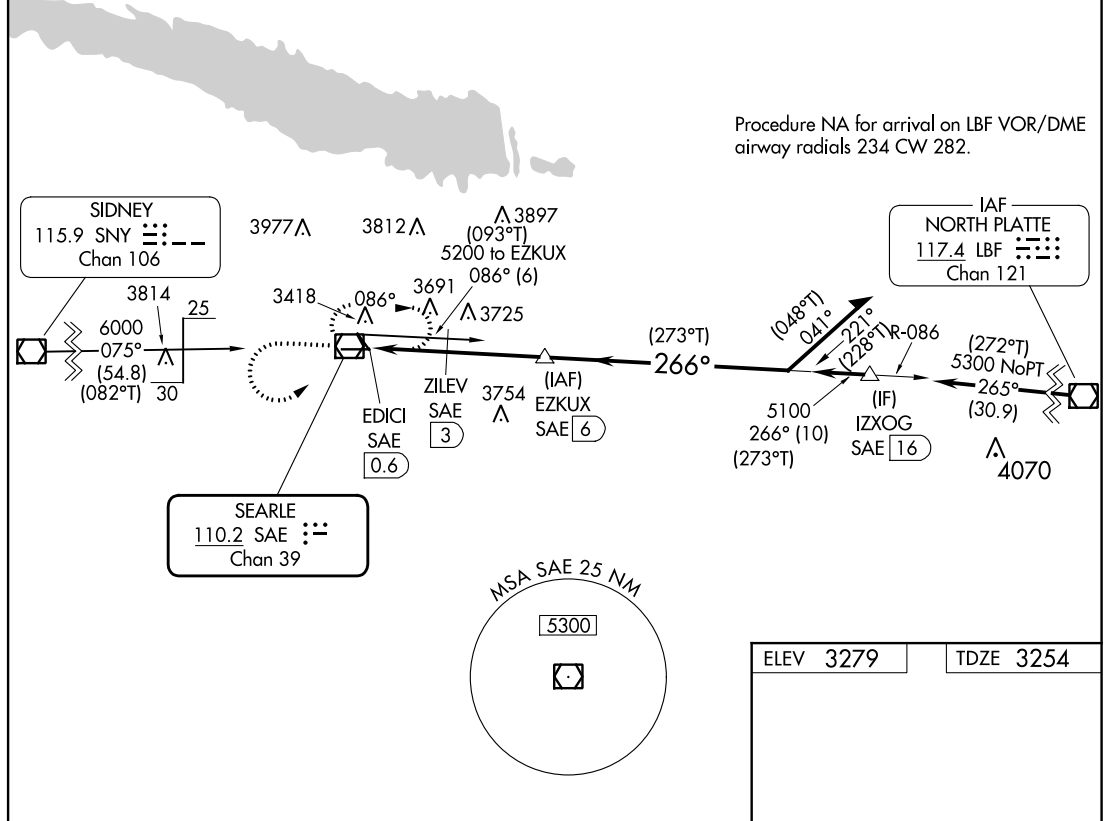 Procedure NA for arrival on LBF VOR/DME
airway radials 234 CW 282.
SIDNEY
115.9 SNY
Chan 106
3977
3812
3897
(093°T)
5200 to EZKUX
086° (6)
IAF
NORTH PLATTE
117.4 LBF
Chan 121
3814
25
6000
075°
(54.8)
(082°T)
30
3418
086°
3691
3725
(273°T)
266°
(048°T)
041°
221°
(228°T)
R-086
(272°T)
5300 NoPT
265°
(30.9)
EDICI
SAE
0.6
ZILEV
SAE
3
3754
(IAF)
EZKUX
SAE 6
5100
266° (10)
(273°T)
(IF)
IZXOG
SAE 16
4070
SEARLE
110.2 SAE
Chan 39
MSA SAE 25 NM
5300
ELEV 3279
TDZE 3254